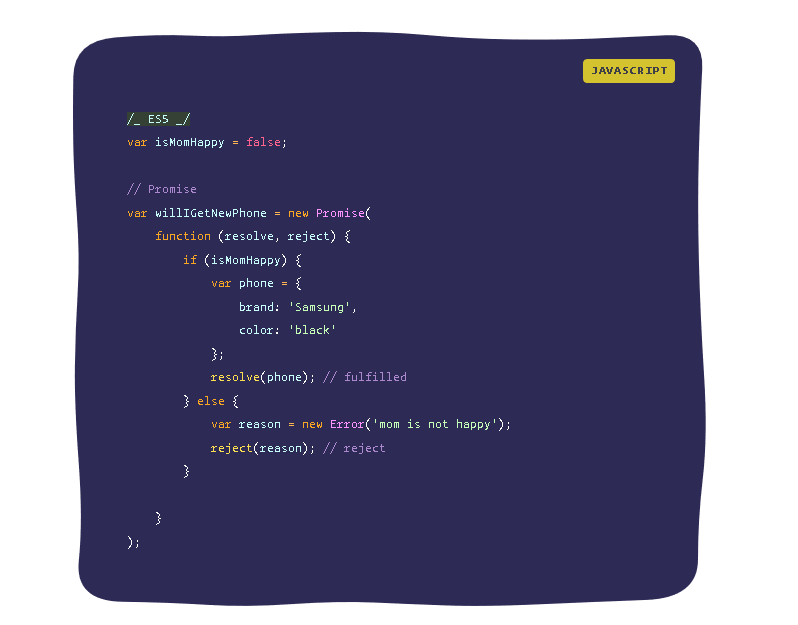 JAVASCRIPT
/_ ES5 _/
var isMomHappy = false;
// Promise
var willIGetNewPhone = new Promise(
    function (resolve, reject) {
        if (isMomHappy) {
            var phone = {
                brand: 'Samsung',
                color: 'black'
            };
            resolve(phone); // fulfilled
        } else {
            var reason = new Error('mom is not happy');
            reject(reason); // reject
        }
    }
);